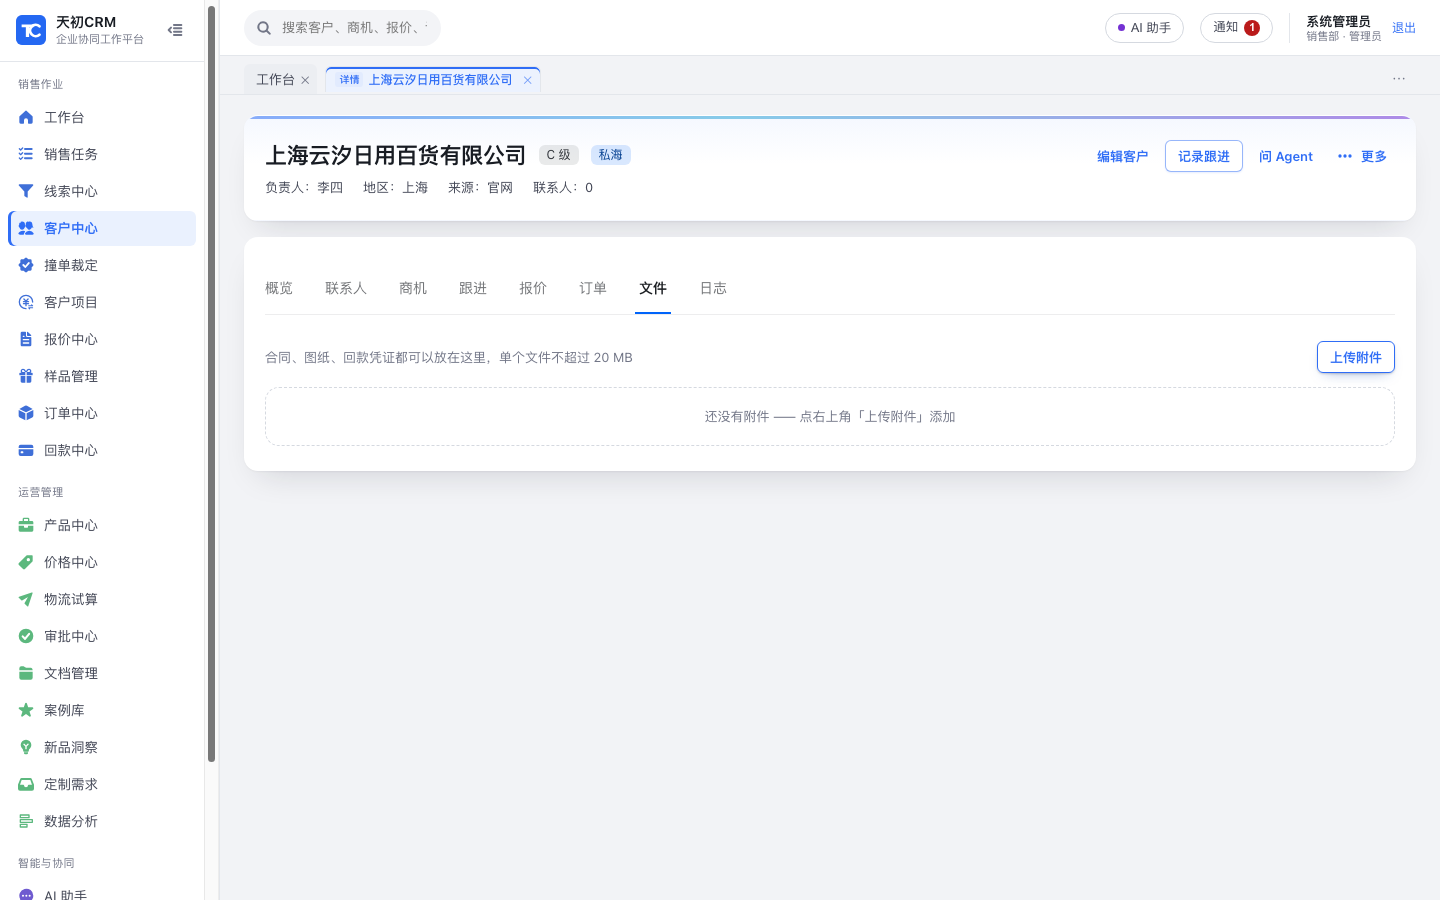 天初CRM
企业协同工作平台
搜索客户、商机、报价、
AI 助手
通知 1
系统管理员
销售部 · 管理员
退出
工作台
详情 上海云汐日用百货有限公司
销售作业
工作台
销售任务
线索中心
客户中心
撞单裁定
客户项目
报价中心
样品管理
订单中心
回款中心
运营管理
产品中心
价格中心
物流试算
审批中心
文档管理
案例库
新品洞察
定制需求
数据分析
智能与协同
AI 助手
上海云汐日用百货有限公司 C 级 私海
编辑客户 记录跟进 问 Agent ••• 更多
负责人：李四 地区：上海 来源：官网 联系人：0
概览 联系人 商机 跟进 报价 订单 文件 日志
合同、图纸、回款凭证都可以放在这里，单个文件不超过 20 MB
上传附件
还没有附件 —— 点右上角「上传附件」添加